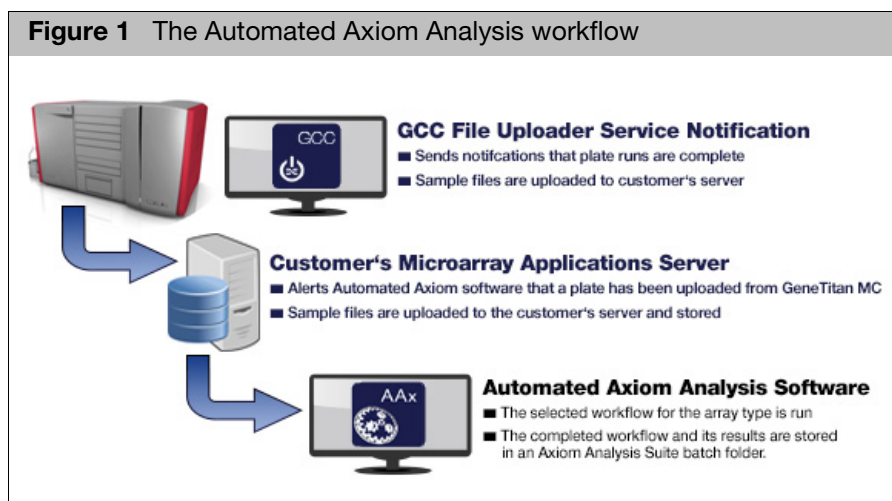 Figure 1 The Automated Axiom Analysis workflow
GCC
GCC File Uploader Service Notification
Sends notifcations that plate runs are complete
Sample files are uploaded to customer's server
Customer's Microarray Applications Server
Alerts Automated Axiom software that a plate has been uploaded from GeneTitan MC
Sample files are uploaded to the customer's server and stored
AAx
Automated Axiom Analysis Software
The selected workflow for the array type is run
The completed workflow and its results are stored
in an Axiom Analysis Suite batch folder.